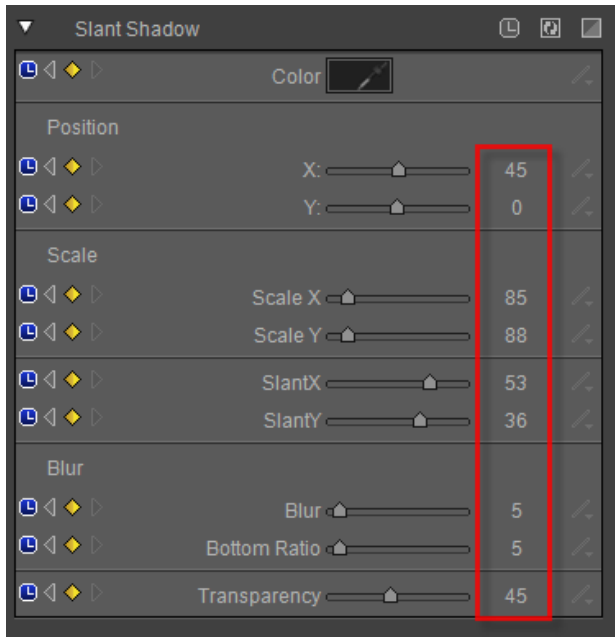 Slant Shadow
Color
Position
X: 45
Y: 0
Scale
Scale X 85
Scale Y 88
SlantX 53
SlantY 36
Blur
Blur 5
Bottom Ratio 5
Transparency 45